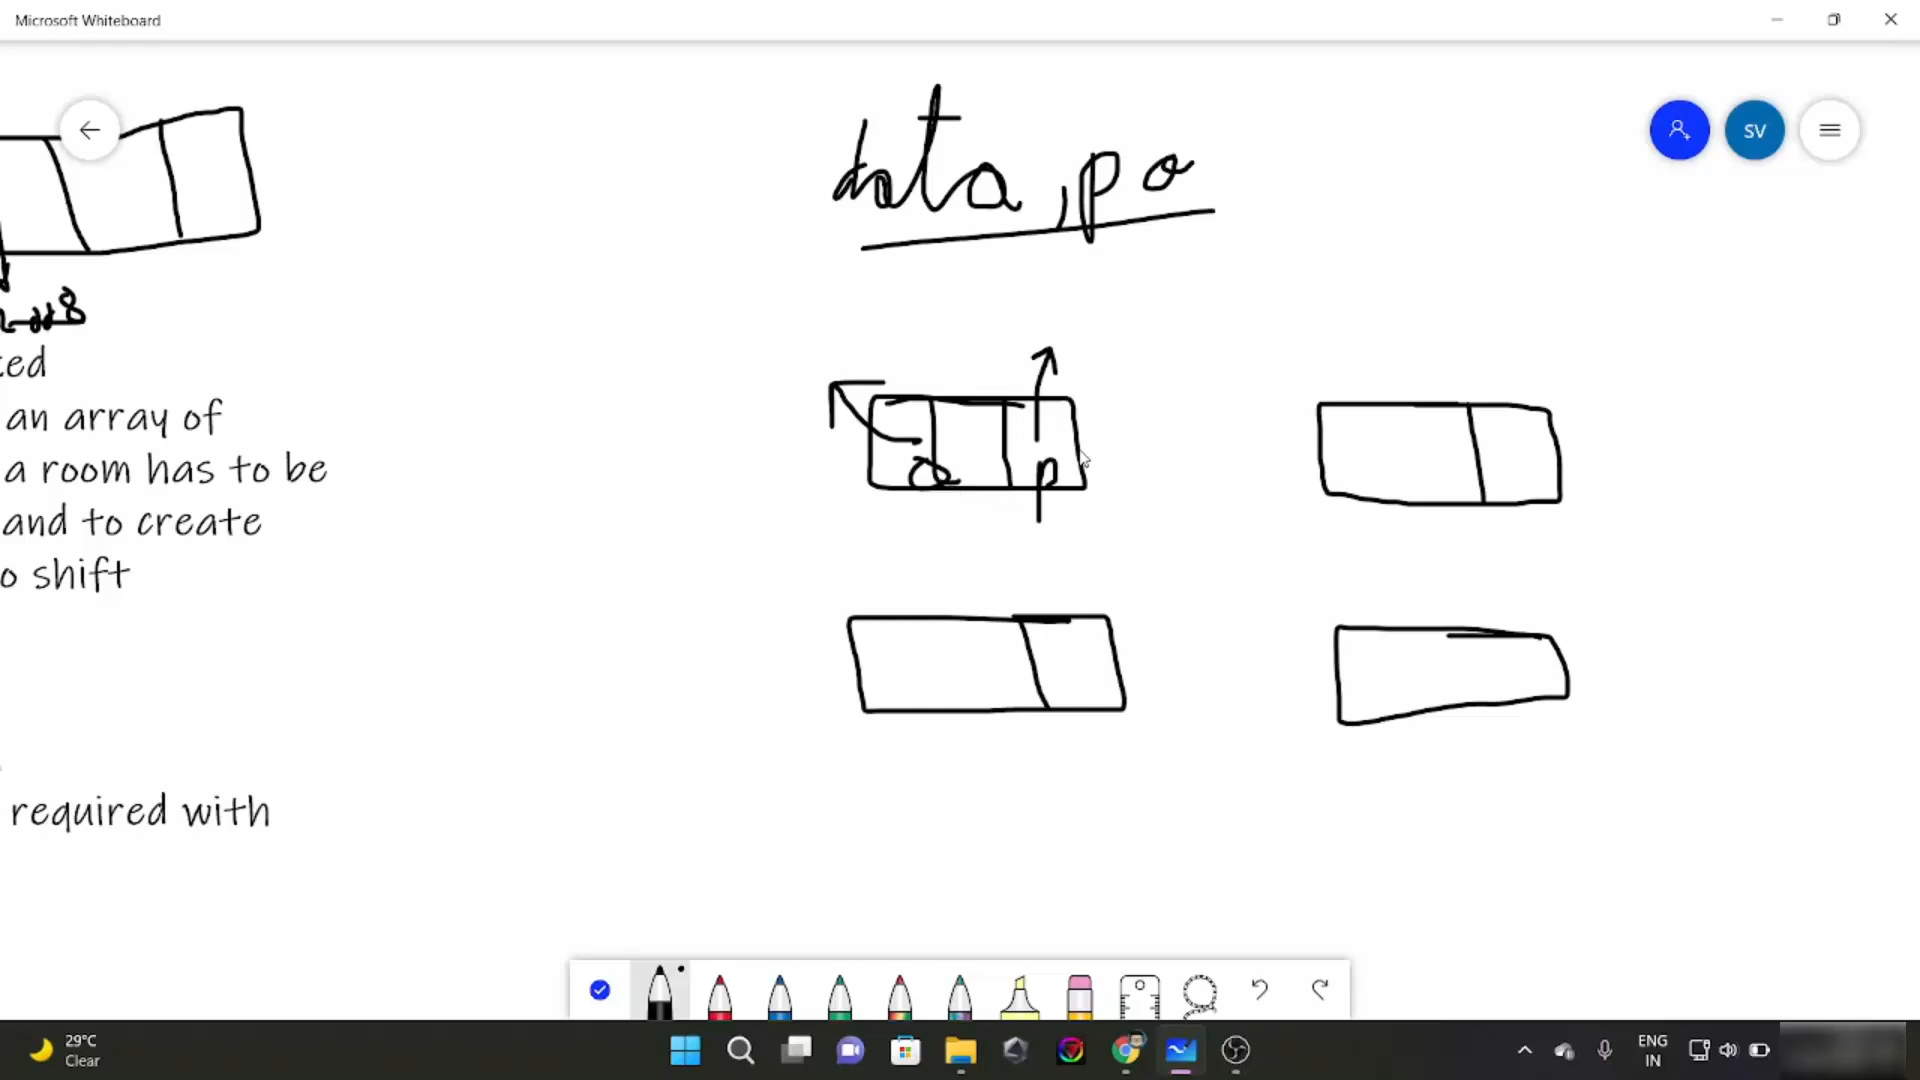 Microsoft Whiteboard
data, po
SV
ed
an array of
a room has to be
and to create
o shift
a
p
required with
29°C
Clear
ENG
IN